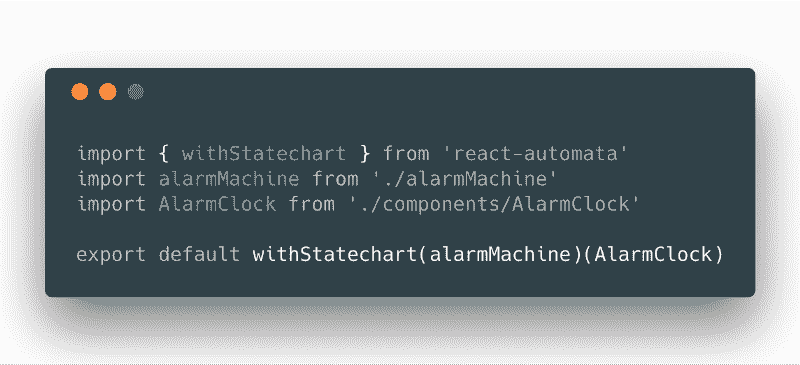 import { withStatechart } from 'react-automata'
import alarmMachine from './alarmMachine'
import AlarmClock from './components/AlarmClock'
export default withStatechart(alarmMachine)(AlarmClock)